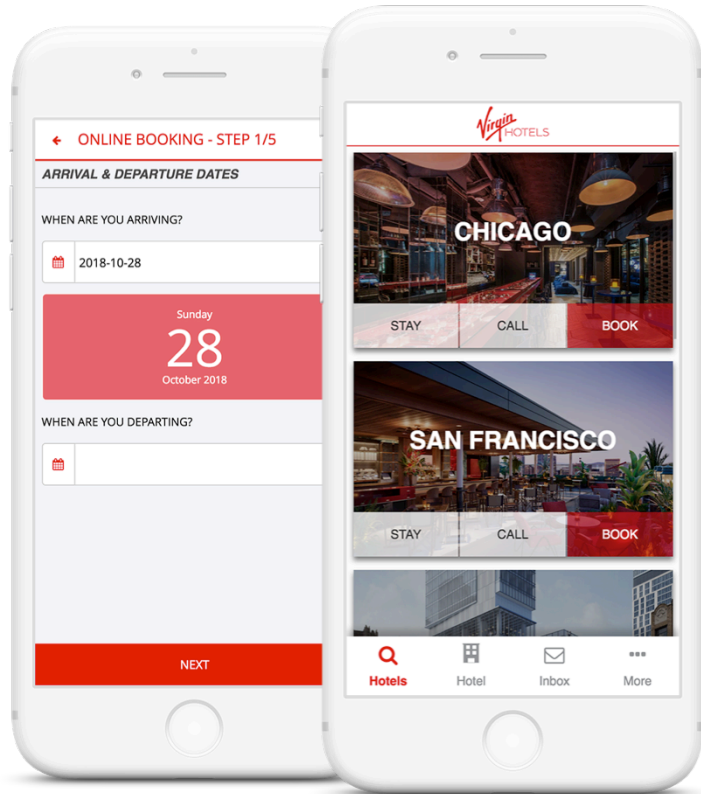 ONLINE BOOKING - STEP 1/5
ARRIVAL & DEPARTURE DATES
WHEN ARE YOU ARRIVING?
2018-10-28
Sunday
28
October 2018
WHEN ARE YOU DEPARTING?
NEXT
Virgin HOTELS
CHICAGO
STAY CALL BOOK
SAN FRANCISCO
STAY CALL BOOK
Hotels Hotel Inbox More